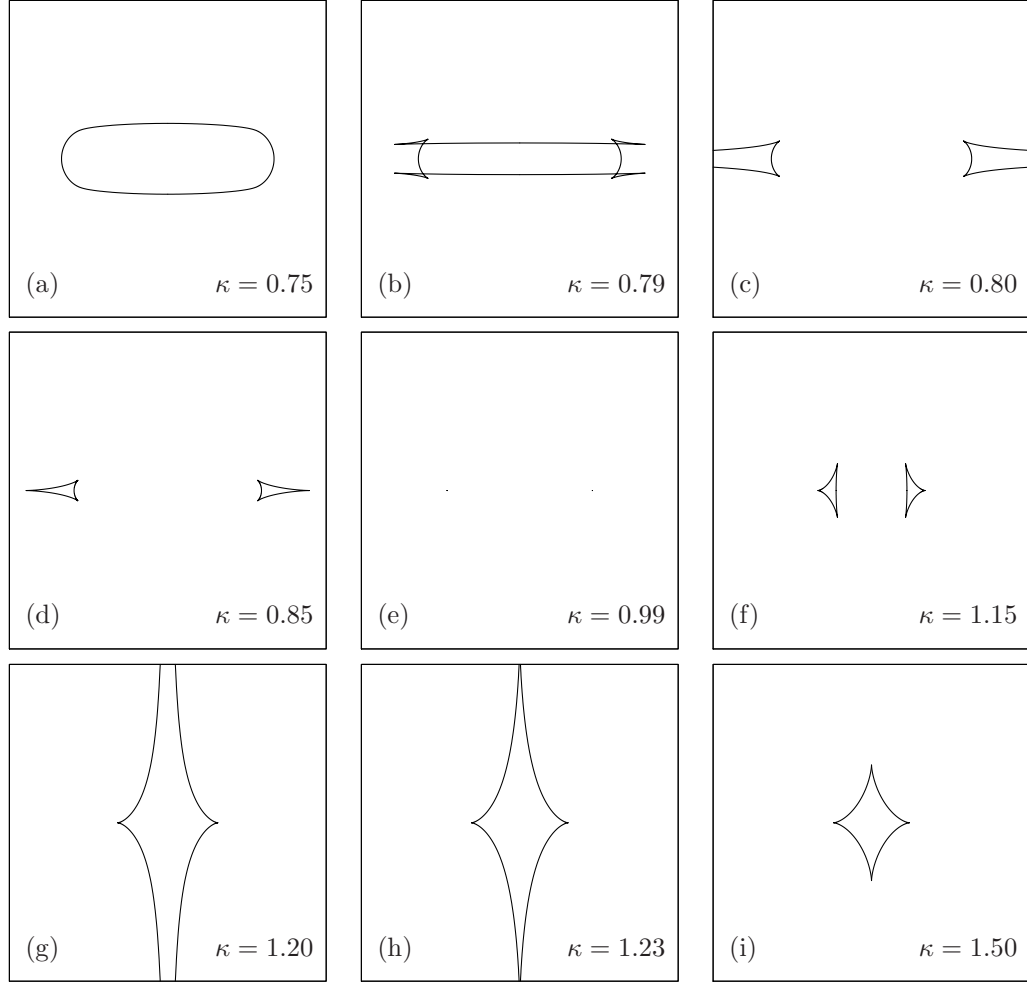 (a) κ = 0.75
(b) κ = 0.79
(c) κ = 0.80
(d) κ = 0.85
(e) κ = 0.99
(f) κ = 1.15
(g) κ = 1.20
(h) κ = 1.23
(i) κ = 1.50